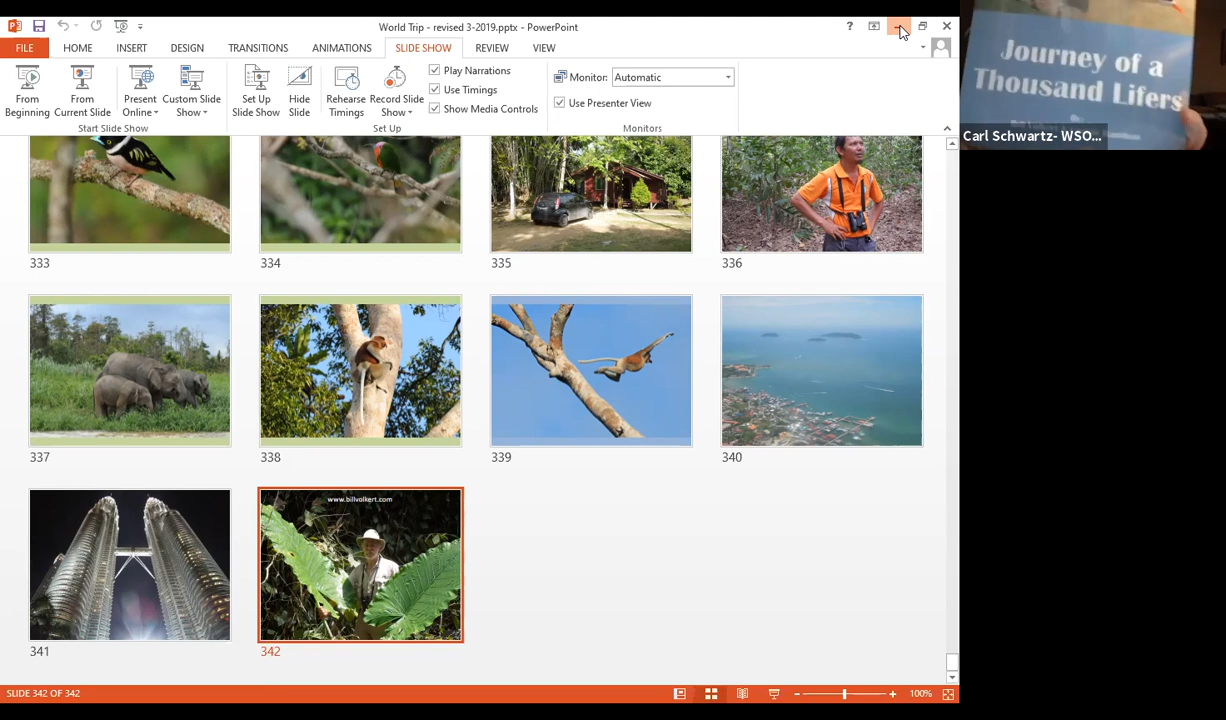 World Trip - revised 3-2019.pptx - PowerPoint
?
FILE
HOME
INSERT
DESIGN
TRANSITIONS
ANIMATIONS
SLIDE SHOW
REVIEW
VIEW
From Beginning
From Current Slide
Present Online
Custom Slide Show
Start Slide Show
Set Up Slide Show
Hide Slide
Rehearse Timings
Record Slide Show
Play Narrations
Use Timings
Show Media Controls
Set Up
Monitor: Automatic
Use Presenter View
Monitors
333
334
335
336
337
338
339
340
www.billvolkert.com
341
342
SLIDE 342 OF 342
100%
Journey of a
Thousand Lifers
Carl Schwartz- WSO...